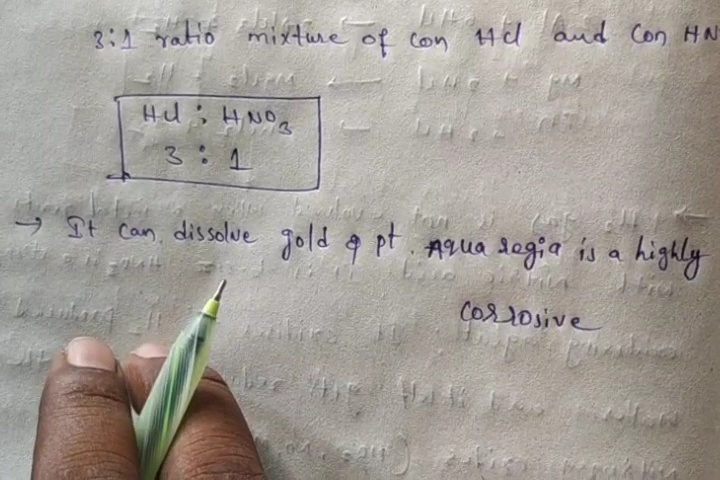 3:1 ratio mixture of con HCl and Con HN
HCl : HNO3
3 : 1
→ It can dissolve gold & pt. Aqua regia is a highly
corrosive